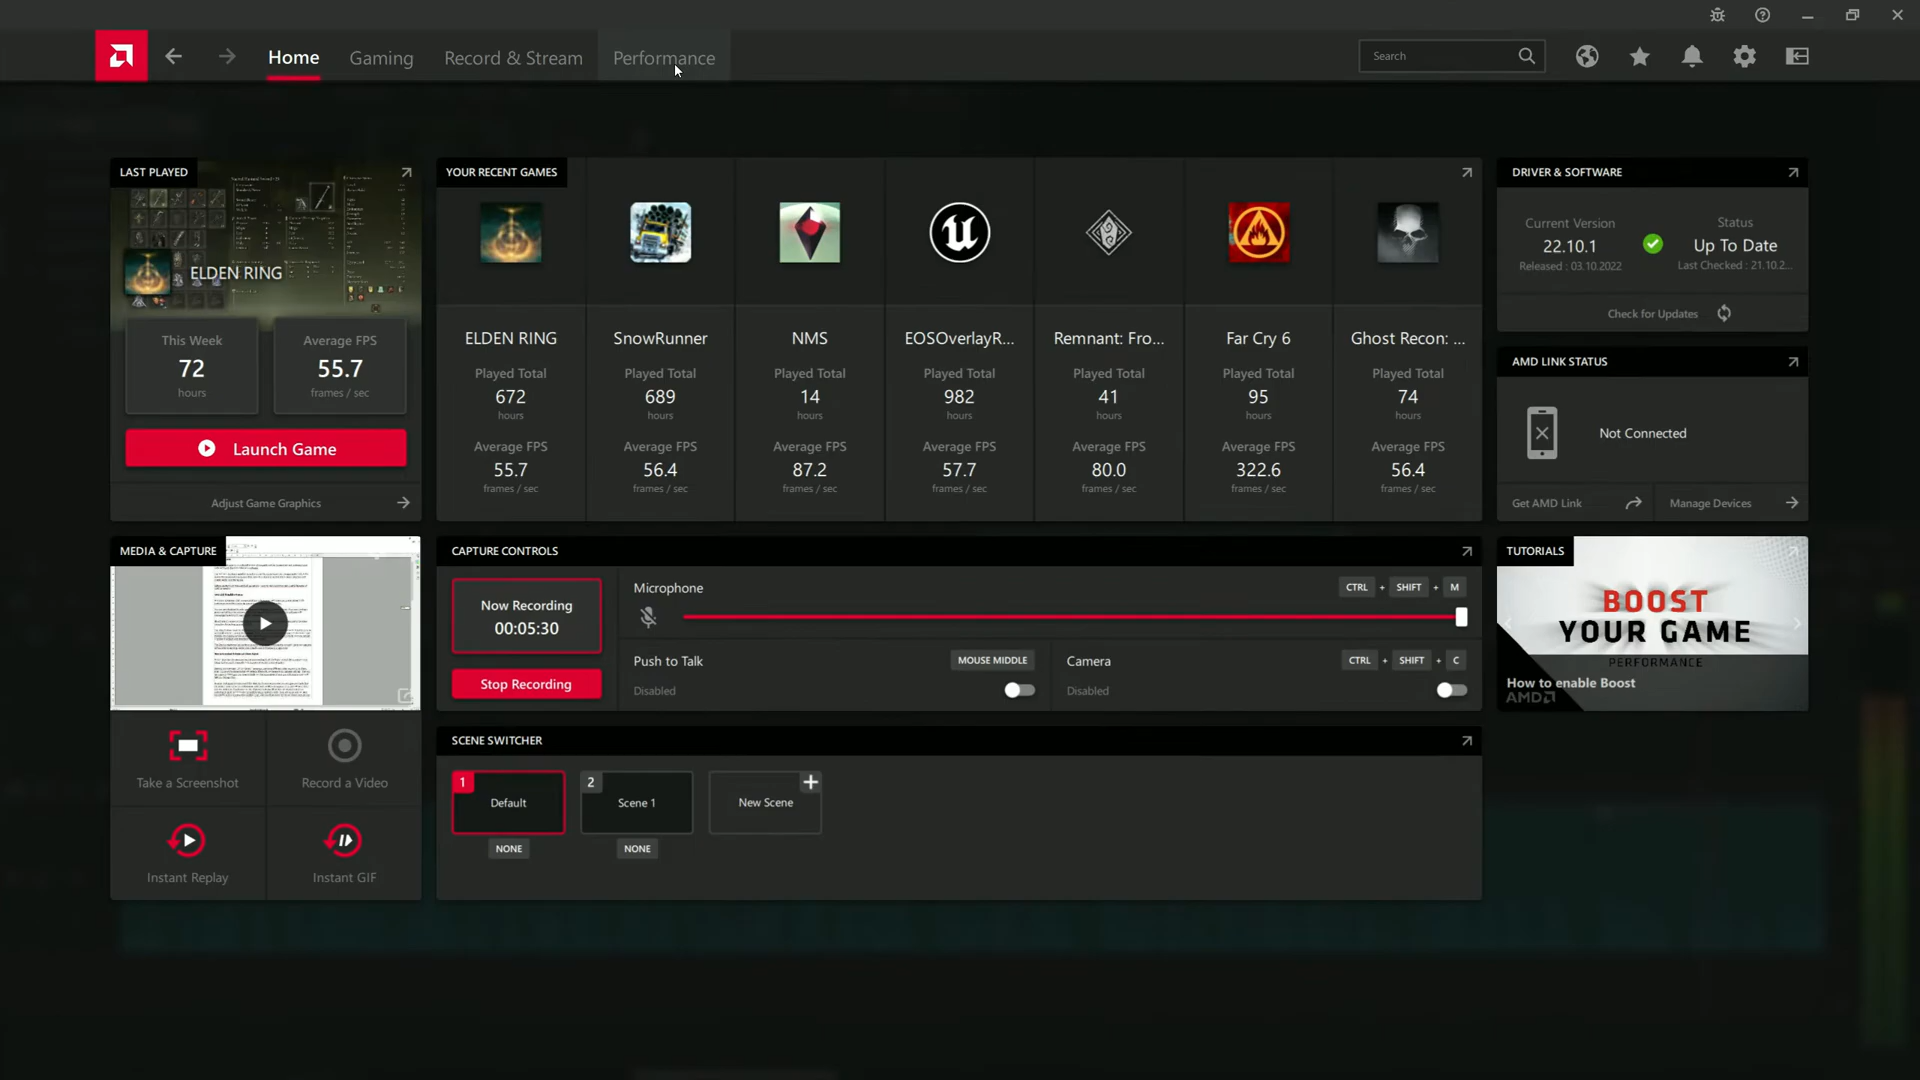 Home
Gaming
Record & Stream
Performance
Search
LAST PLAYED
ELDEN RING
This Week
72
hours
Average FPS
55.7
frames / sec
Launch Game
Adjust Game Graphics
YOUR RECENT GAMES
ELDEN RING
Played Total
672
hours
Average FPS
55.7
frames / sec
SnowRunner
Played Total
689
hours
Average FPS
56.4
frames / sec
NMS
Played Total
14
hours
Average FPS
87.2
frames / sec
EOSOverlayR...
Played Total
982
hours
Average FPS
57.7
frames / sec
Remnant: Fro...
Played Total
41
hours
Average FPS
80.0
frames / sec
Far Cry 6
Played Total
95
hours
Average FPS
322.6
frames / sec
Ghost Recon: ...
Played Total
74
hours
Average FPS
56.4
frames / sec
DRIVER & SOFTWARE
Current Version
22.10.1
Released : 03.10.2022
Status
Up To Date
Last Checked : 21.10.2...
Check for Updates
AMD LINK STATUS
Not Connected
Get AMD Link
Manage Devices
MEDIA & CAPTURE
Take a Screenshot
Record a Video
Instant Replay
Instant GIF
CAPTURE CONTROLS
Now Recording
00:05:30
Stop Recording
Microphone
CTRL + SHIFT + M
Push to Talk
MOUSE MIDDLE
Disabled
Camera
CTRL + SHIFT + C
Disabled
SCENE SWITCHER
1
Default
NONE
2
Scene 1
NONE
New Scene
TUTORIALS
BOOST
YOUR GAME
PERFORMANCE
How to enable Boost
AMD